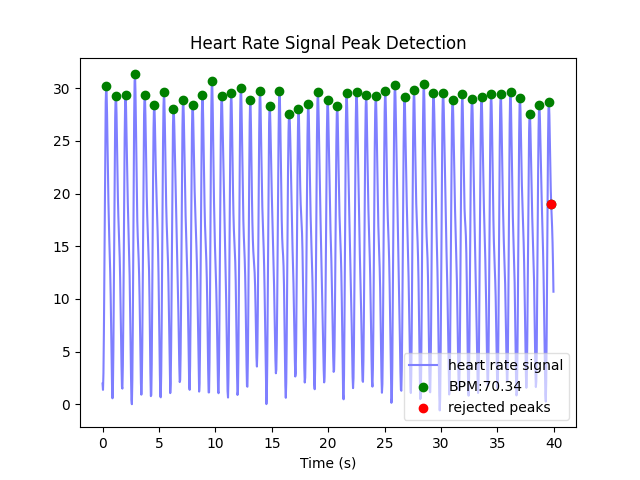 Heart Rate Signal Peak Detection
30
25
20
15
10
5
0
heart rate signal
BPM:70.34
rejected peaks
0 5 10 15 20 25 30 35 40
Time (s)